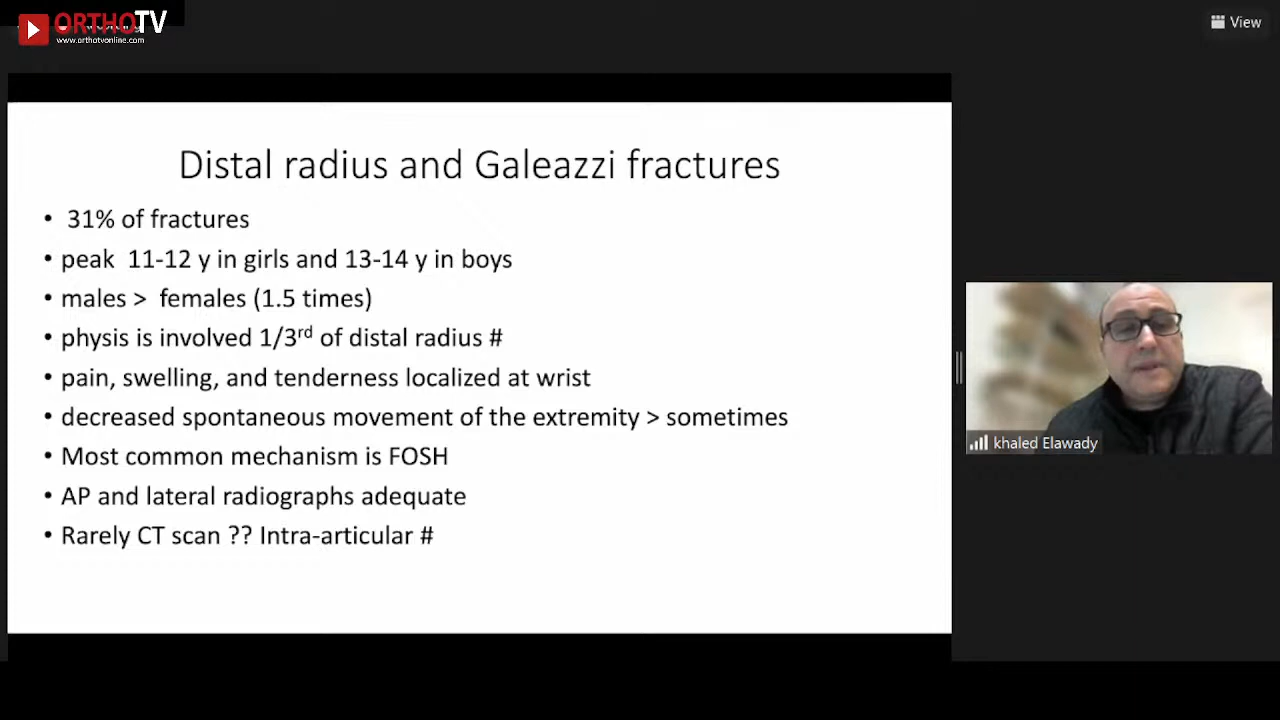 ORTHOTV
www.orthotvonline.com
View
Distal radius and Galeazzi fractures
• 31% of fractures
• peak 11-12 y in girls and 13-14 y in boys
• males > females (1.5 times)
• physis is involved 1/3rd of distal radius #
• pain, swelling, and tenderness localized at wrist
• decreased spontaneous movement of the extremity > sometimes
• Most common mechanism is FOSH
• AP and lateral radiographs adequate
• Rarely CT scan ?? Intra-articular #
khaled Elawady